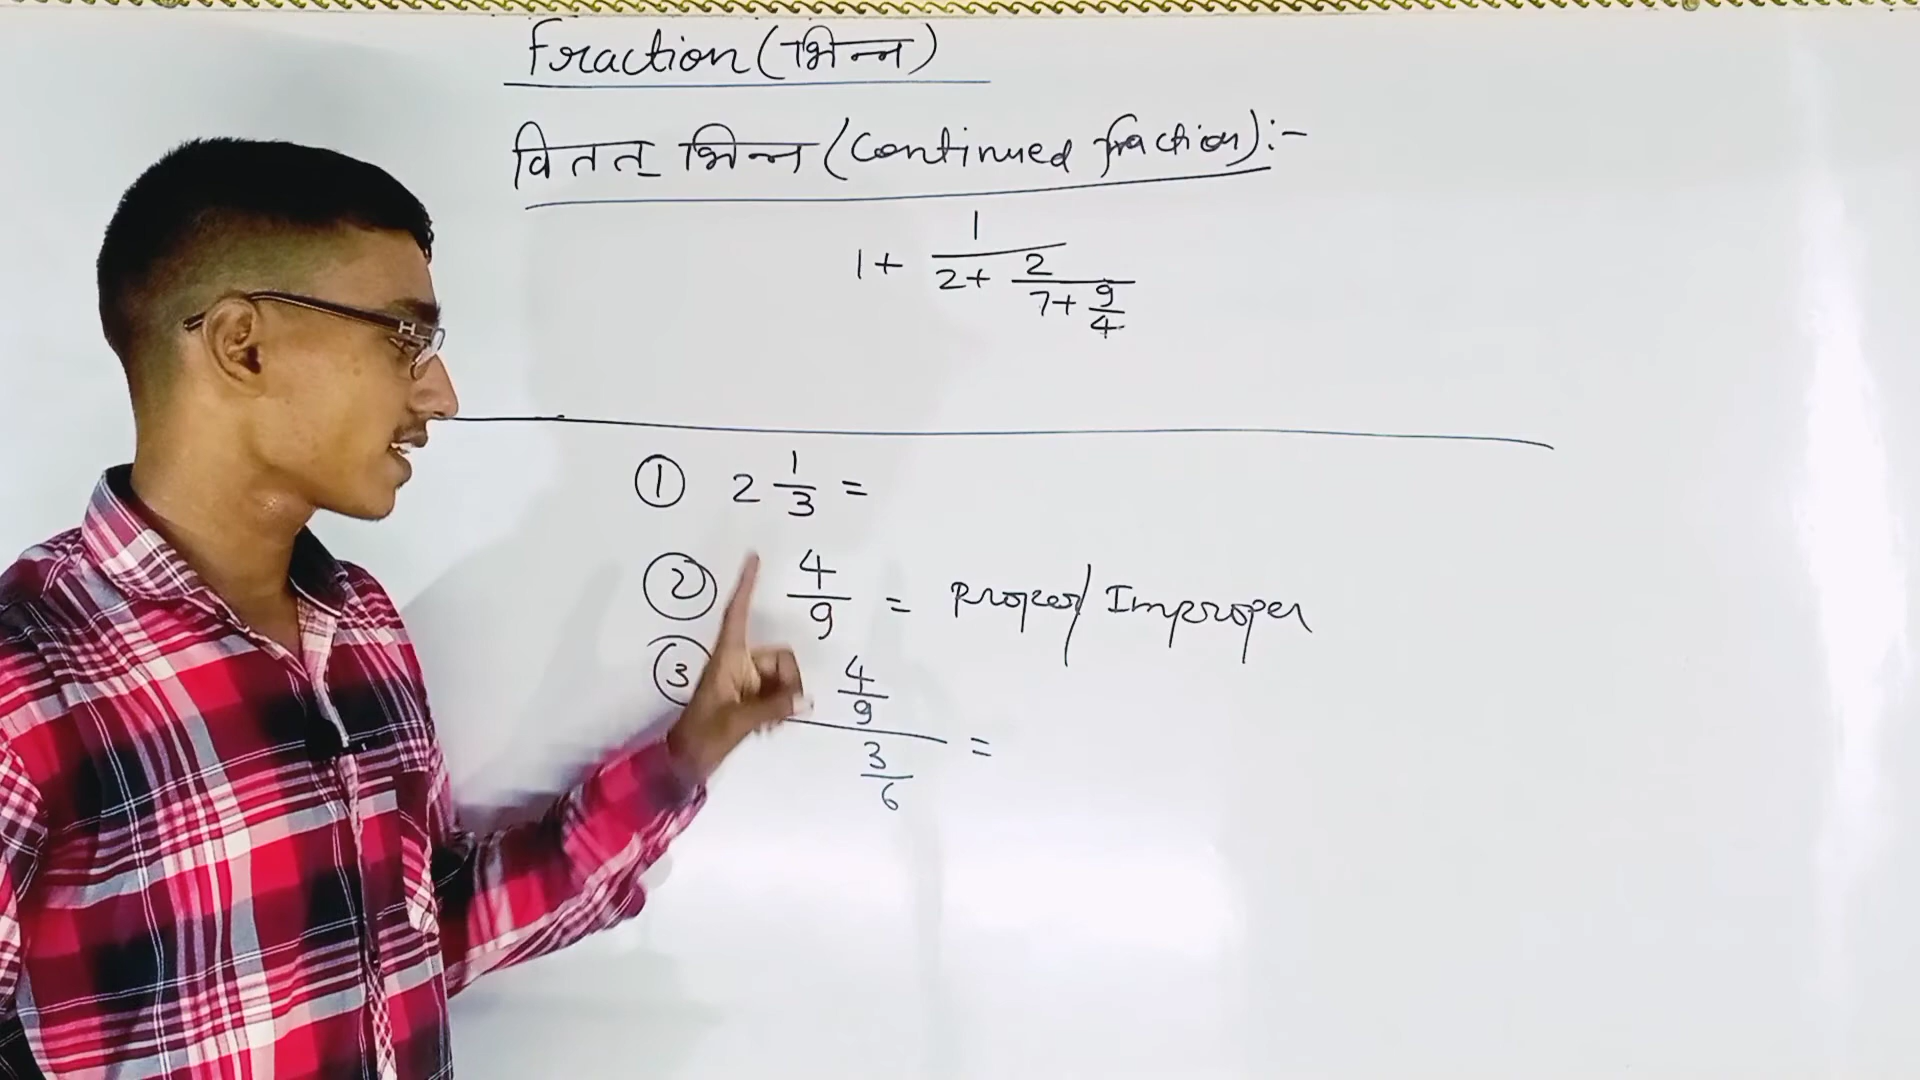 Fraction (भिन्न)
वितत् भिन्न (Continued fraction):-
1 + 1/(2 + 2/(7 + 9/4))
① 2 1/3 =
② 4/9 = Proper/Improper
③ (4/9)/(3/6) =
H